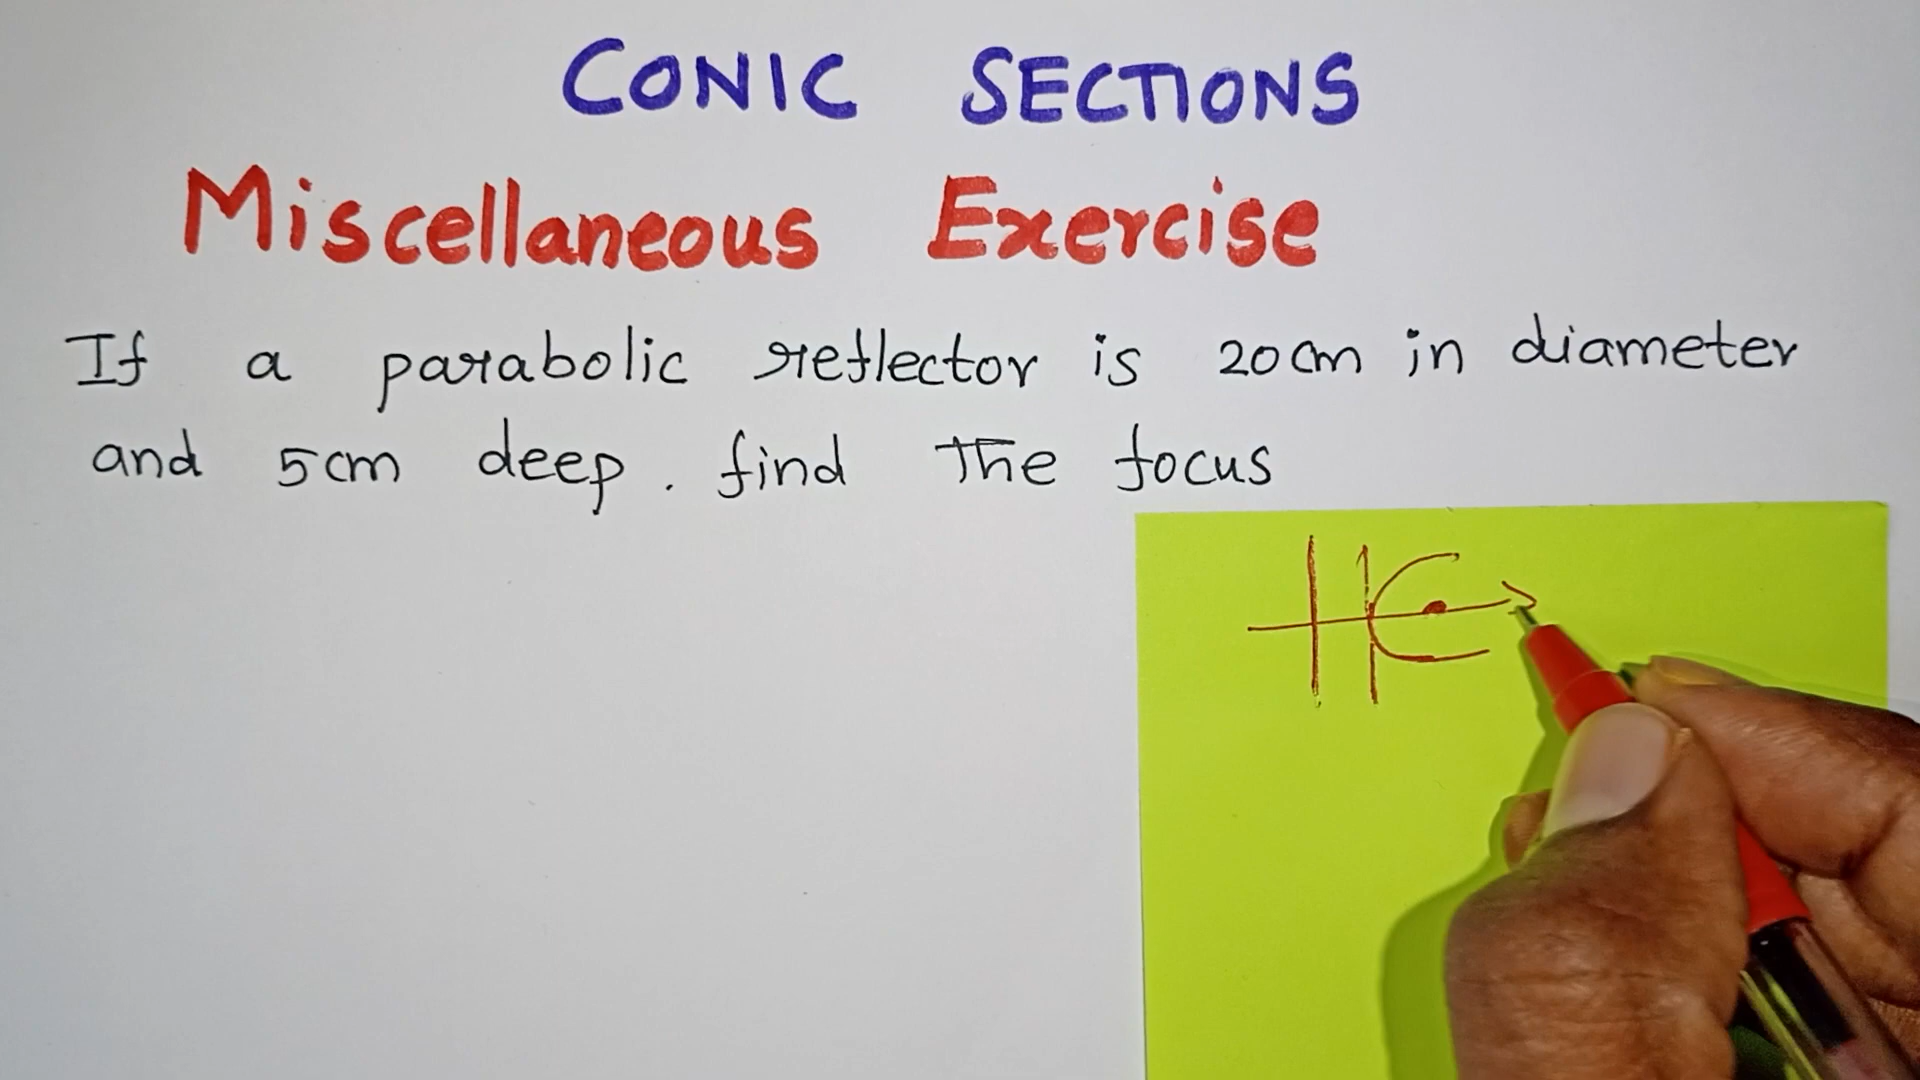 CONIC SECTIONS
Miscellaneous Exercise
If a parabolic reflector is 20cm in diameter
and 5cm deep. find The focus